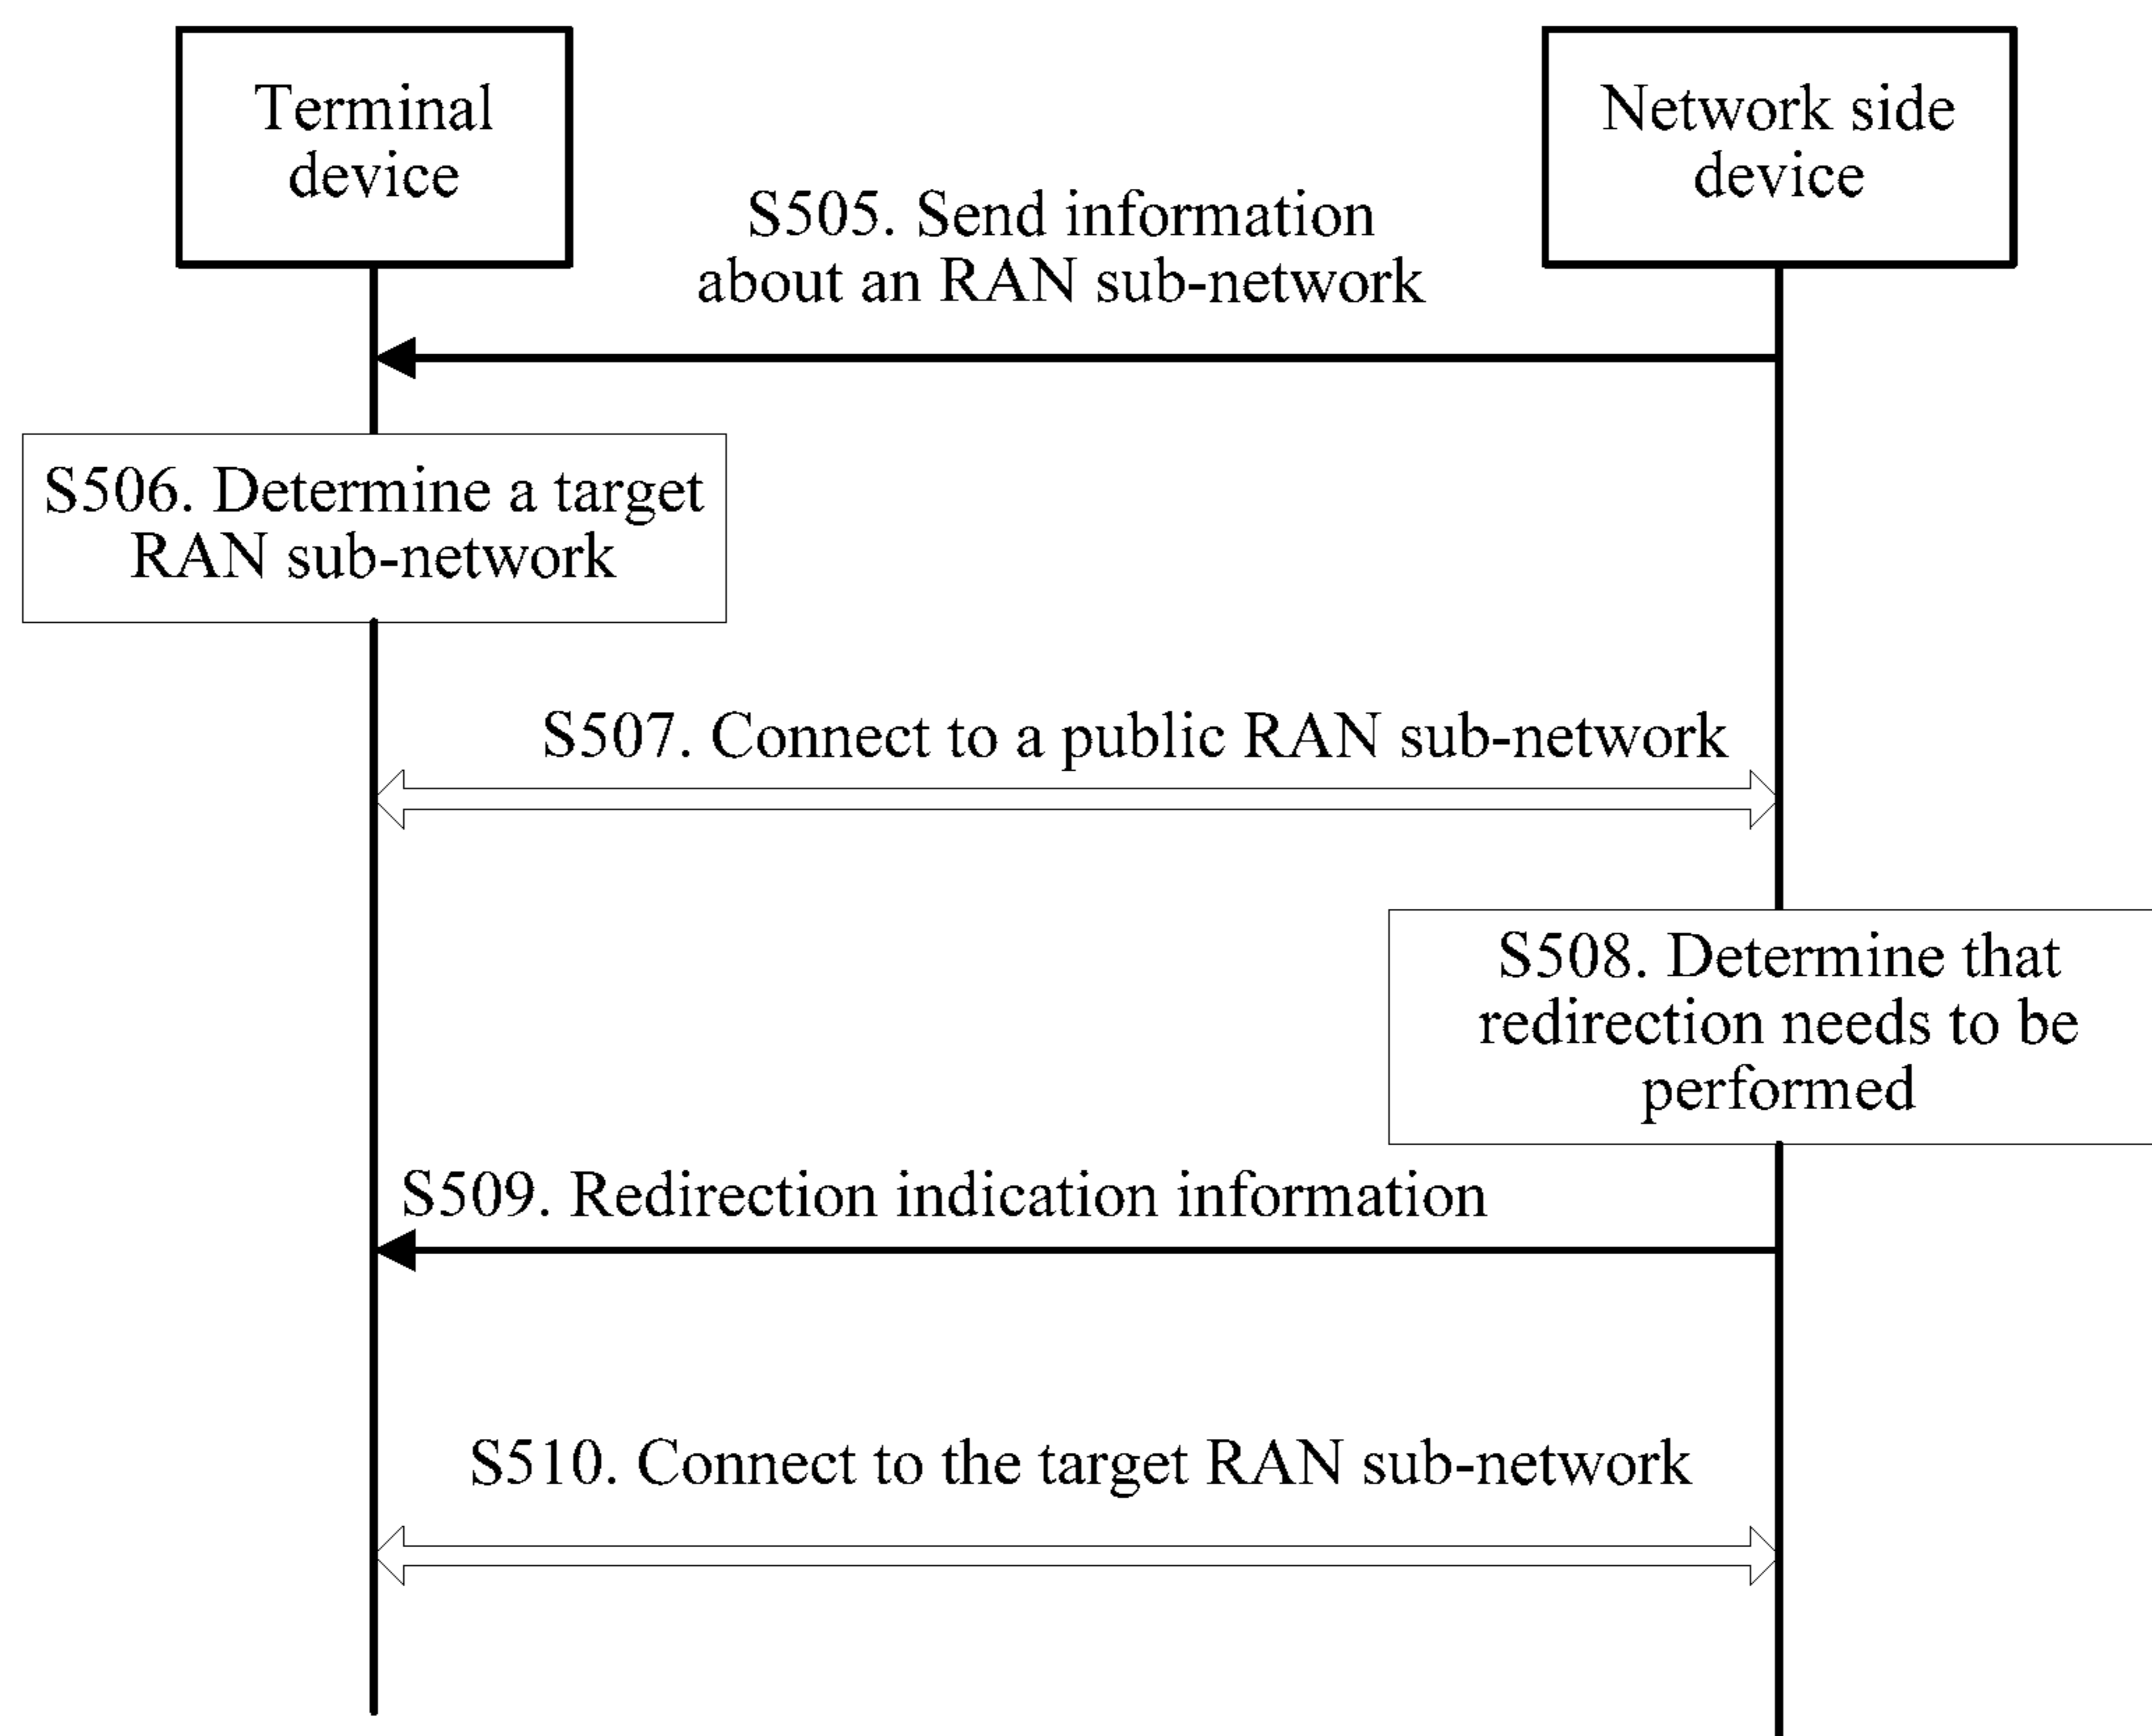 Terminal
device
Network side
device
S505. Send information
about an RAN sub-network
S506. Determine a target
RAN sub-network
S507. Connect to a public RAN sub-network
S508. Determine that
redirection needs to be
performed
S509. Redirection indication information
S510. Connect to the target RAN sub-network